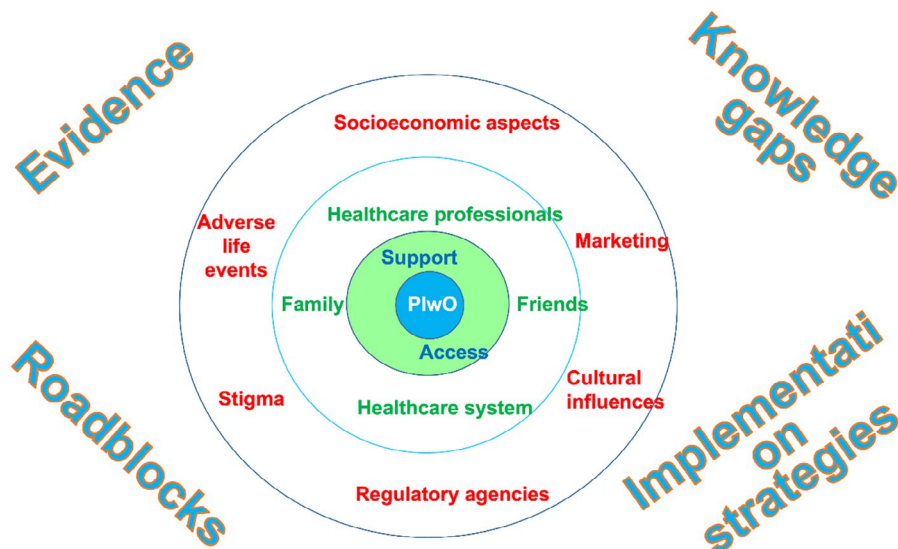 Evidence
Knowledge
gaps
Socioeconomic aspects
Healthcare professionals
Adverse
life
events
Marketing
Support
Family
PlwO
Friends
Access
Stigma
Cultural
influences
Healthcare system
Regulatory agencies
Roadblocks
Implementati
on
strategies